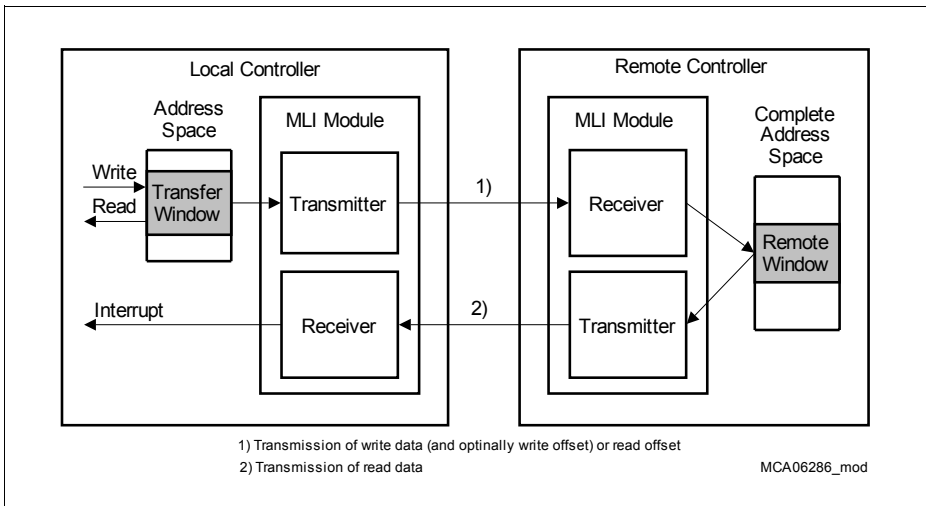 Local Controller
Remote Controller
Address
Space
MLI Module
MLI Module
Complete
Address
Space
Write
Read
Transfer
Window
Transmitter
1)
Receiver
Remote
Window
Interrupt
Receiver
2)
Transmitter
1) Transmission of write data (and optinally write offset) or read offset
2) Transmission of read data
MCA06286_mod